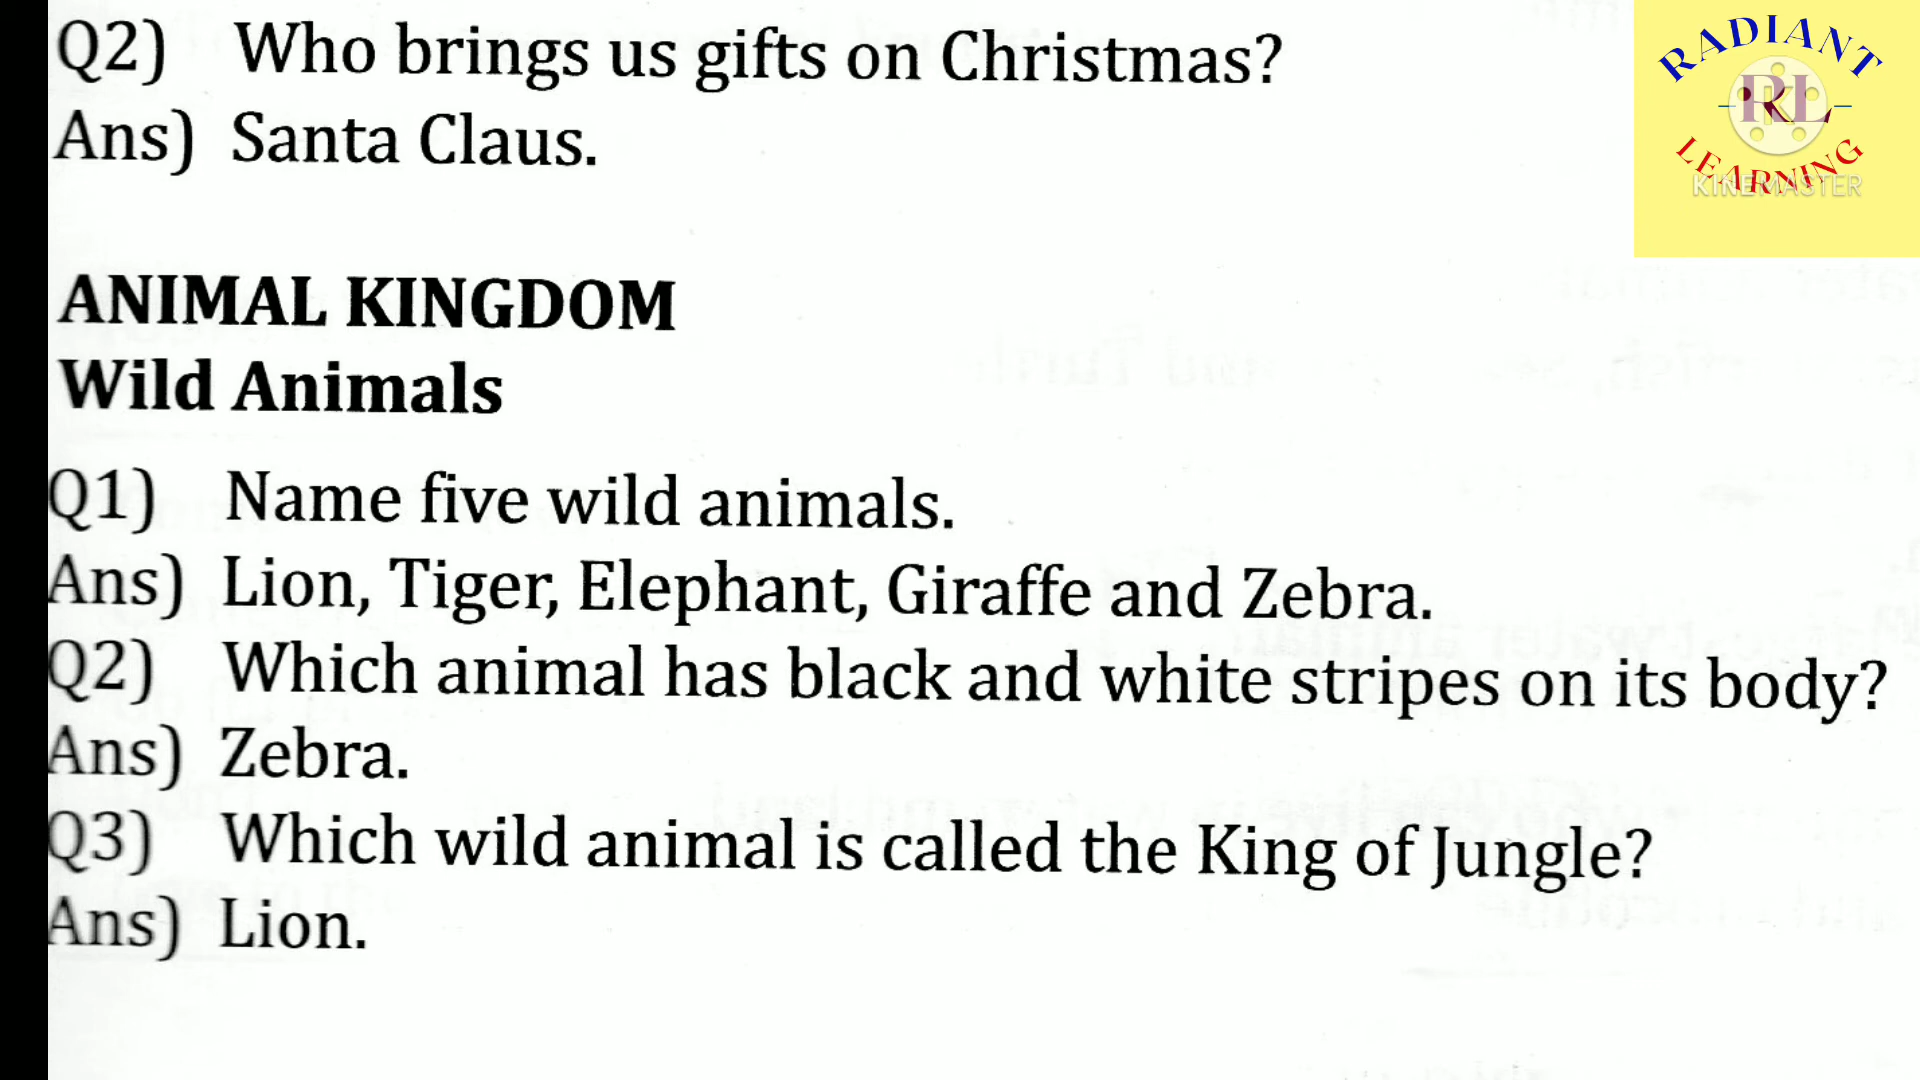 Q2) Who brings us gifts on Christmas?
Ans) Santa Claus.
RADIANT
RKL
LEARNING
KINEMASTER
ANIMAL KINGDOM
Wild Animals
Q1) Name five wild animals.
Ans) Lion, Tiger, Elephant, Giraffe and Zebra.
Q2) Which animal has black and white stripes on its body?
Ans) Zebra.
Q3) Which wild animal is called the King of Jungle?
Ans) Lion.